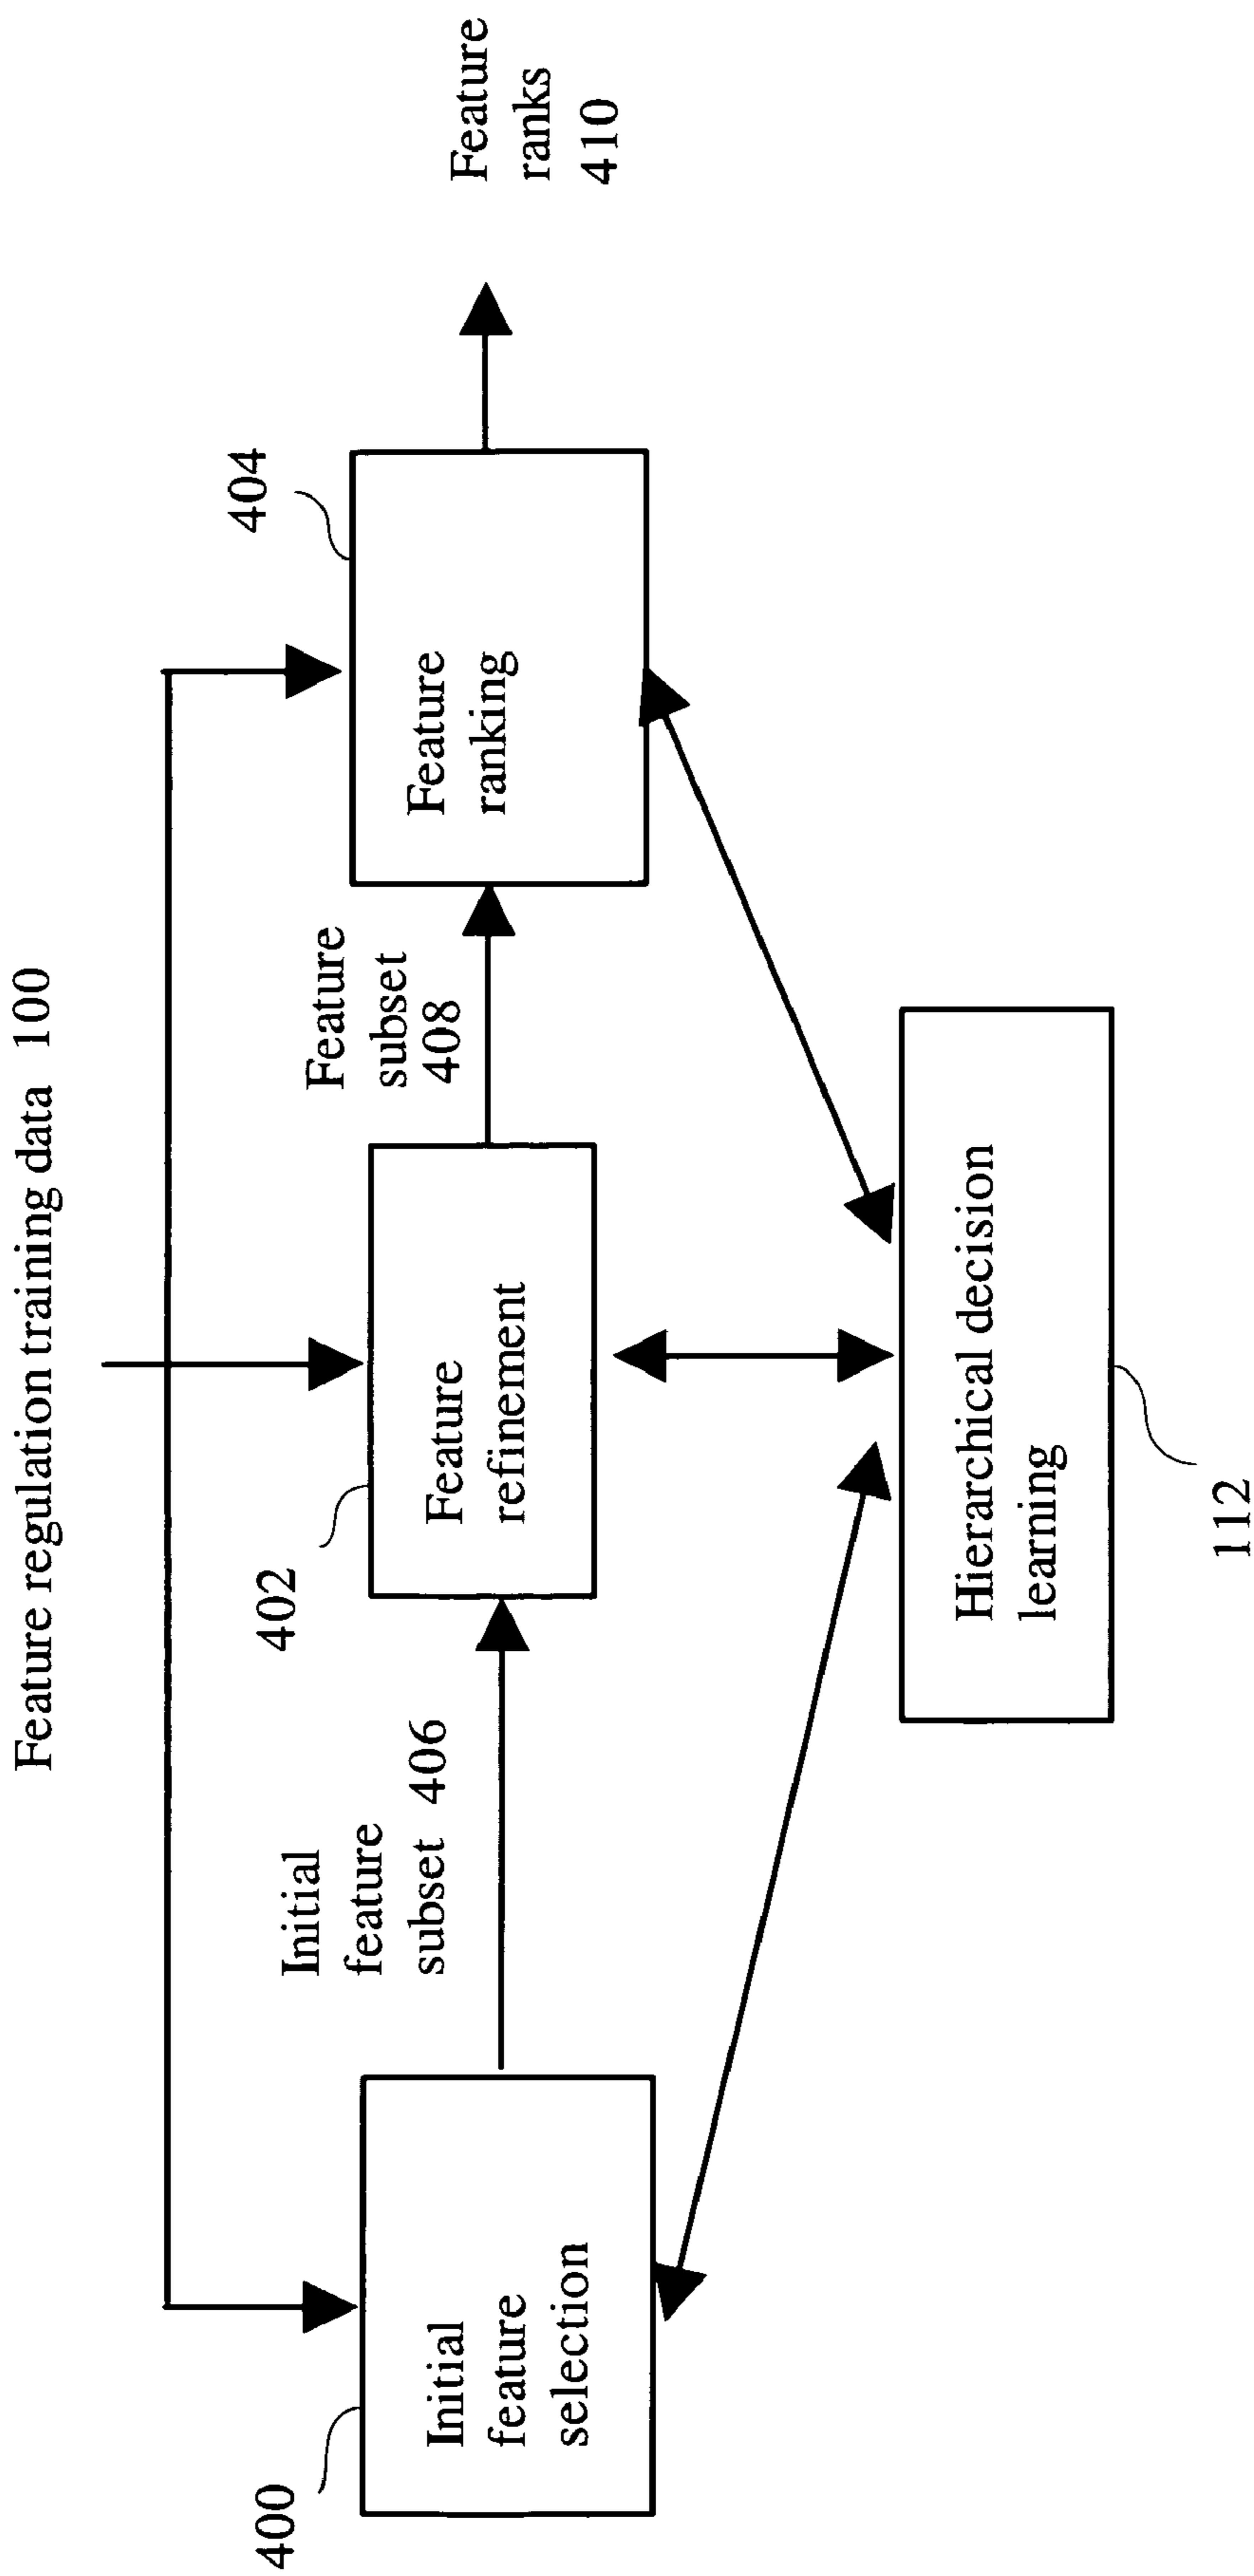 Feature regulation training data 100
400
Initial
feature
selection
Initial
feature
subset 406
402
Feature
refinement
Feature
subset
408
404
Feature
ranking
Feature
ranks
410
Hierarchical decision
learning
112